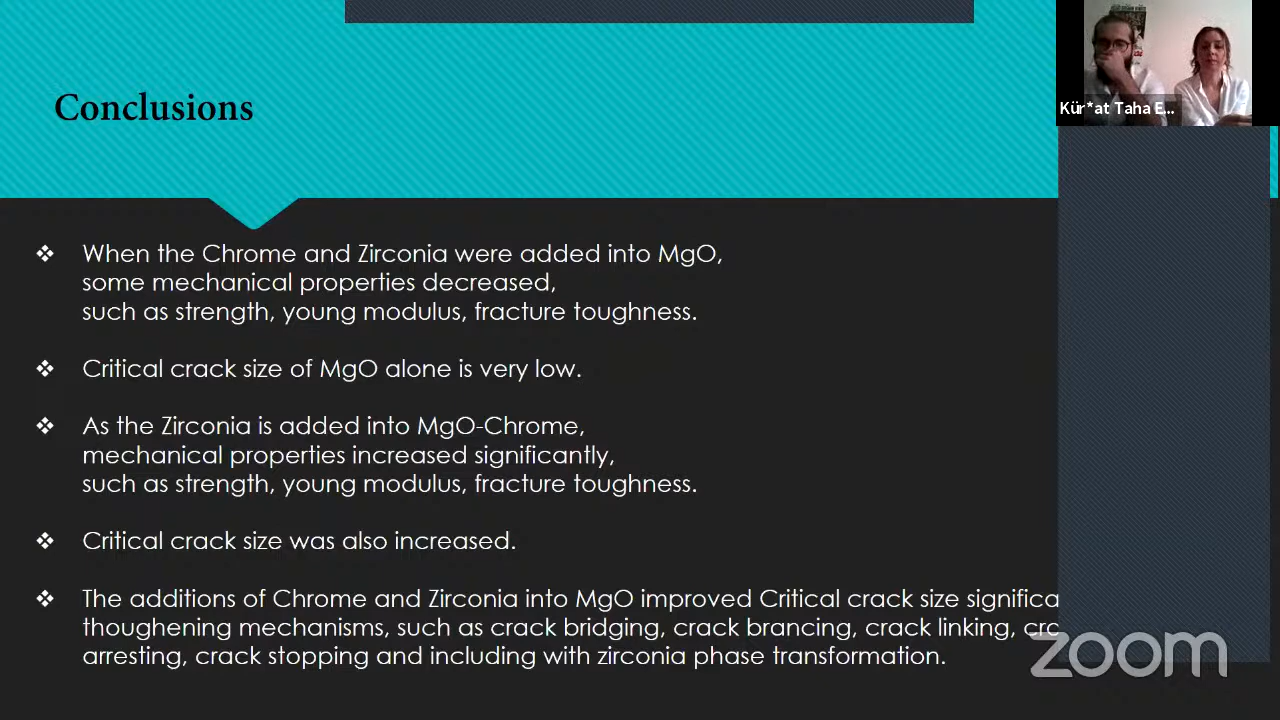 Conclusions
Kür*at Taha E...
❖ When the Chrome and Zirconia were added into MgO,
some mechanical properties decreased,
such as strength, young modulus, fracture toughness.
❖ Critical crack size of MgO alone is very low.
❖ As the Zirconia is added into MgO-Chrome,
mechanical properties increased significantly,
such as strength, young modulus, fracture toughness.
❖ Critical crack size was also increased.
❖ The additions of Chrome and Zirconia into MgO improved Critical crack size significa
thoughening mechanisms, such as crack bridging, crack brancing, crack linking, crc
arresting, crack stopping and including with zirconia phase transformation.
zoom